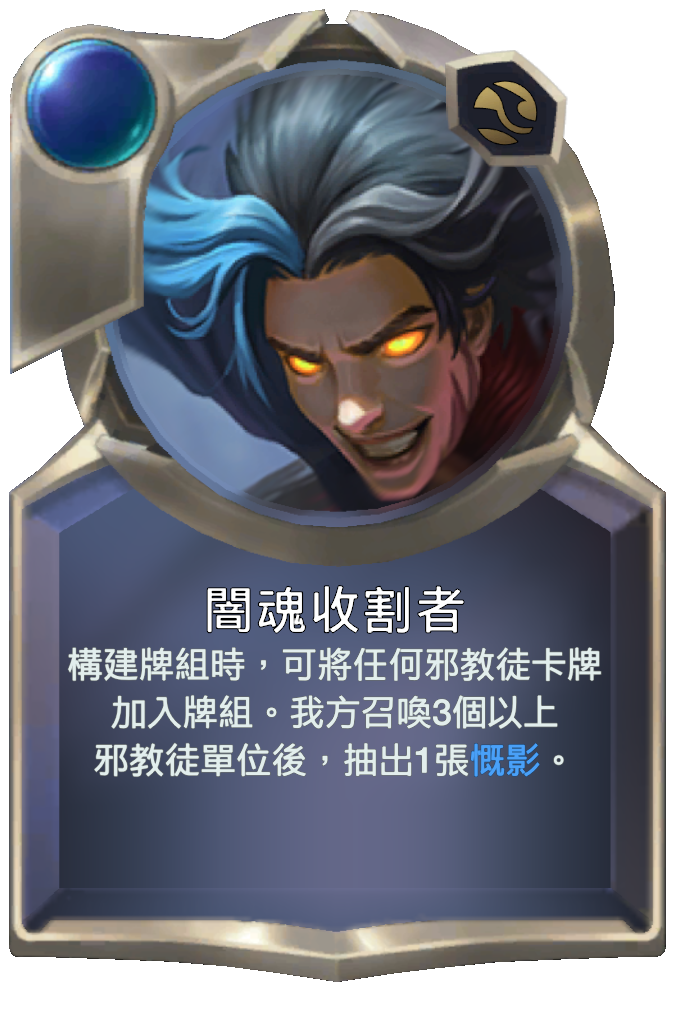 闇魂收割者
構建牌組時，可將任何邪教徒卡牌
加入牌組。我方召喚3個以上
邪教徒單位後，抽出1張慨影。